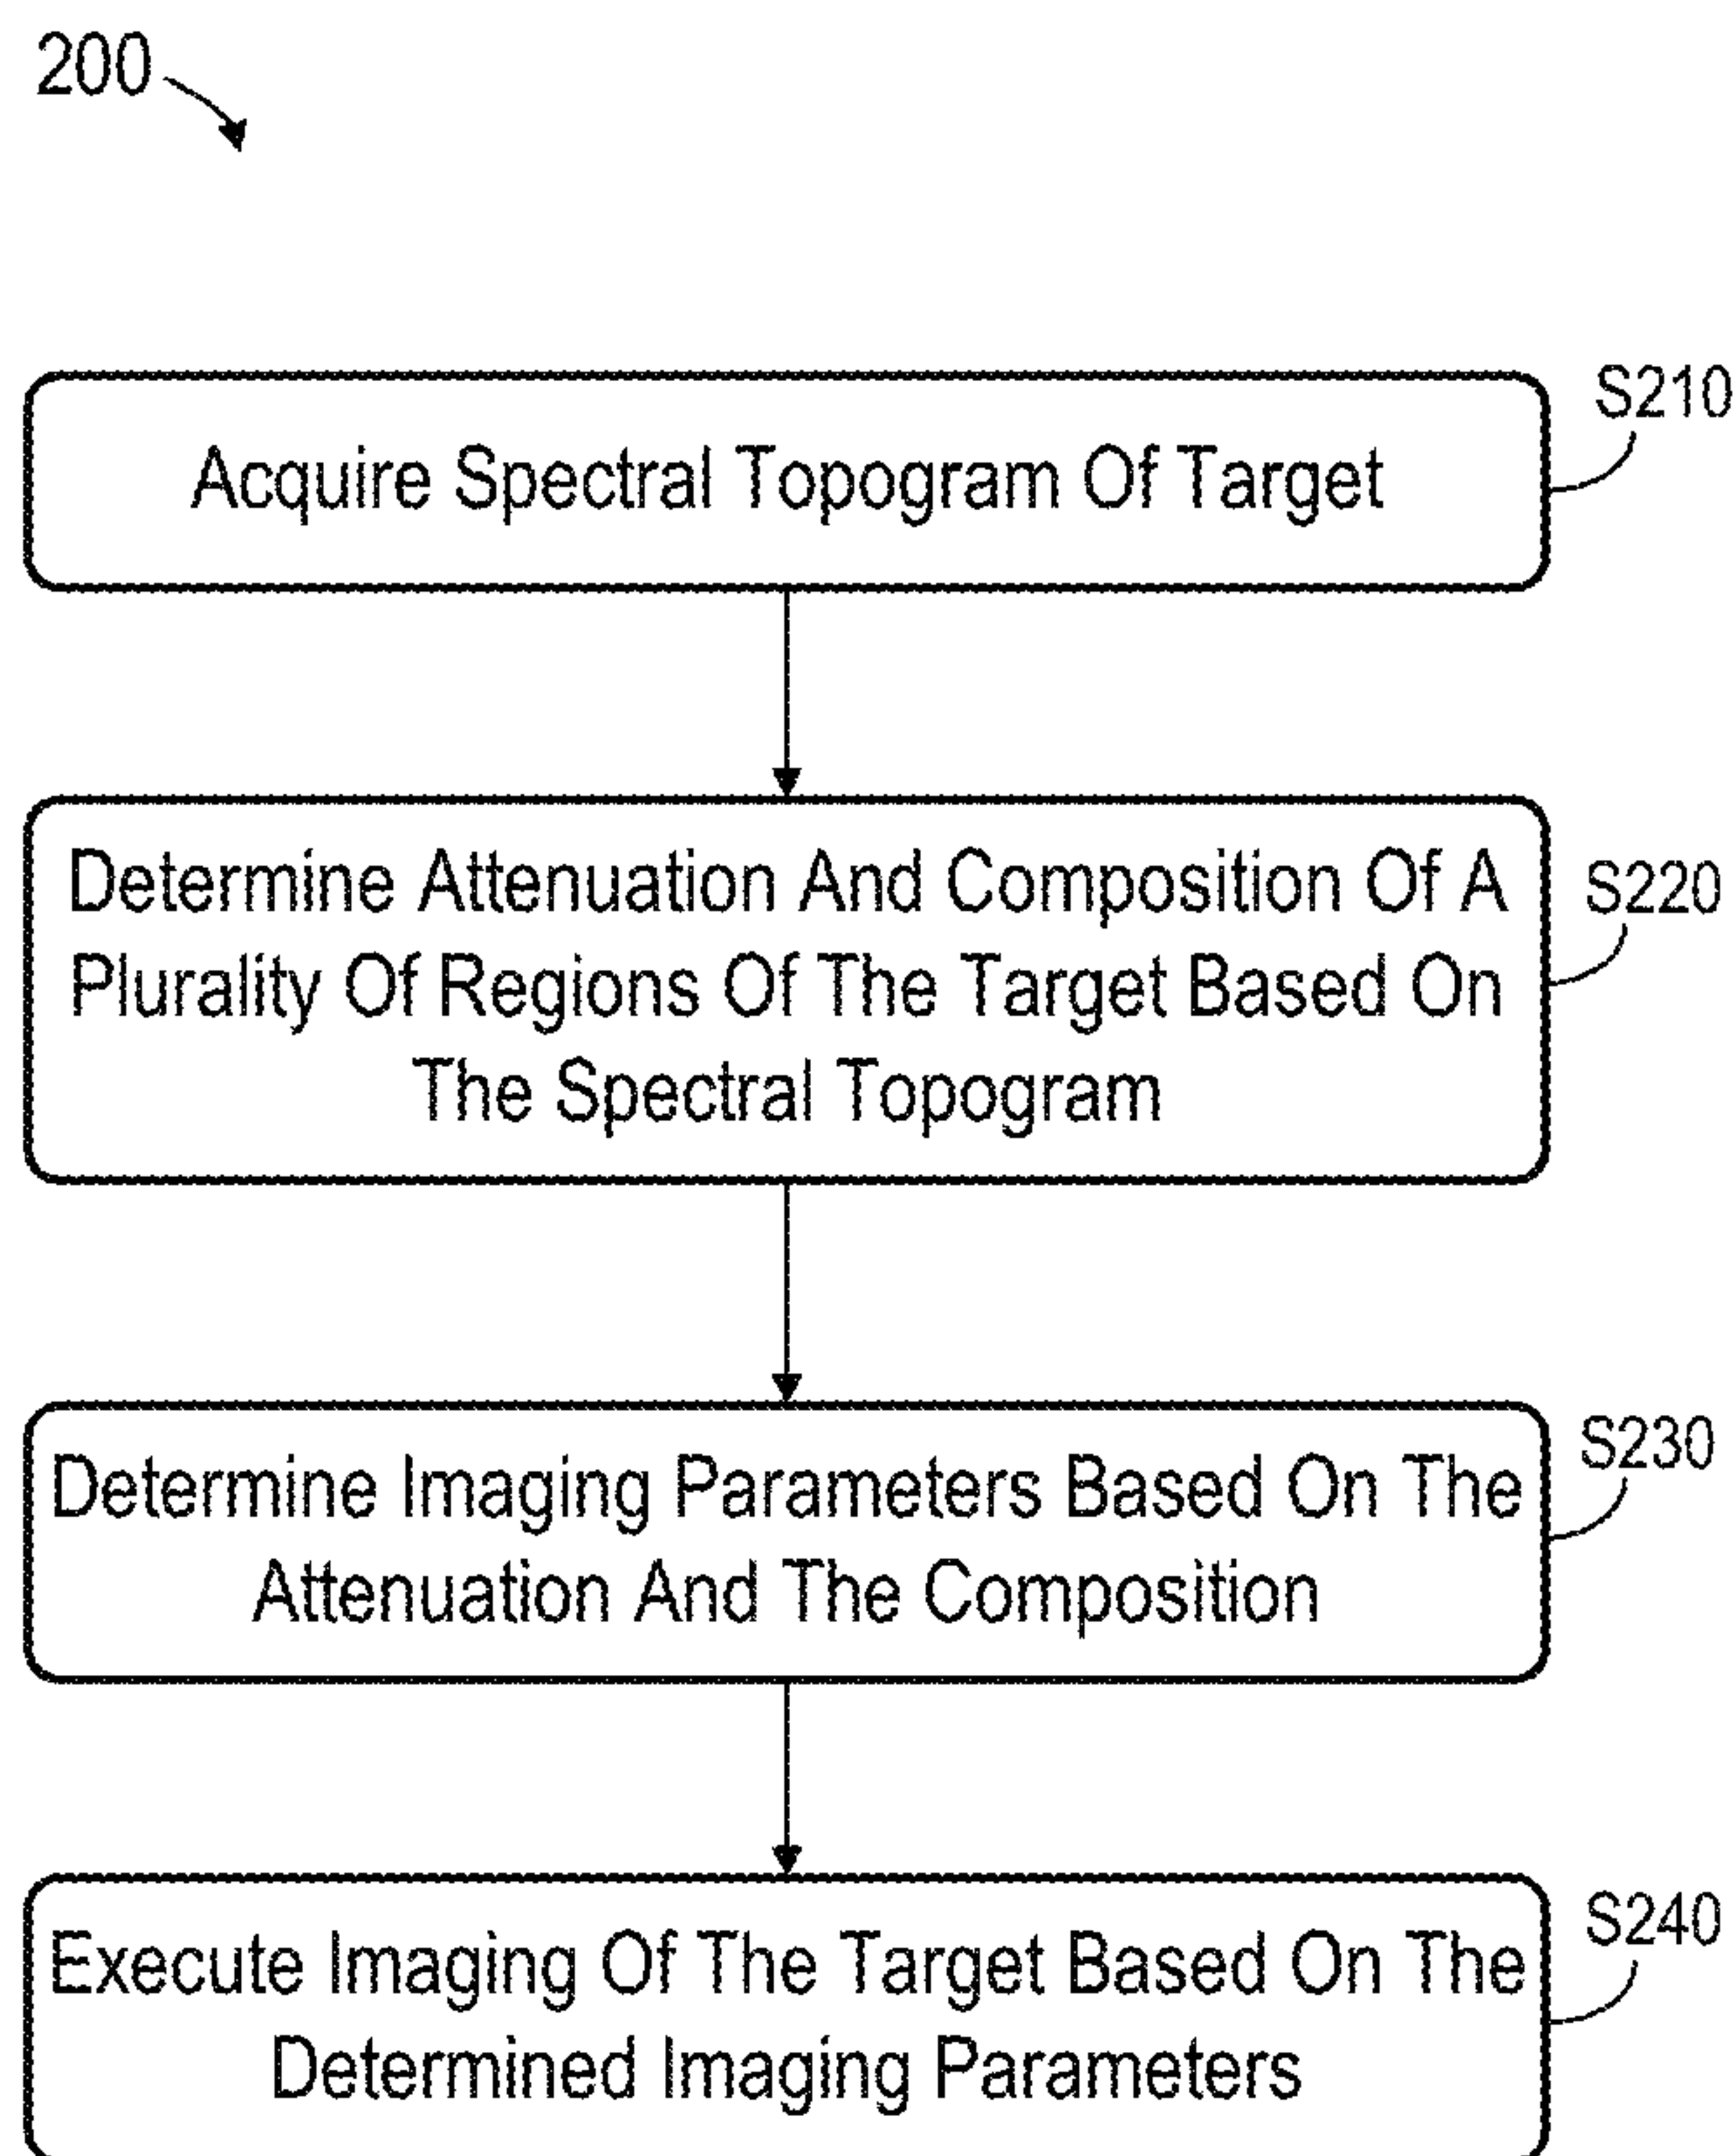 200
S210
Acquire Spectral Topogram Of Target
Determine Attenuation And Composition Of A
S220
Plurality Of Regions Of The Target Based On
The Spectral Topogram
S230
Determine Imaging Parameters Based On The
Attenuation And The Composition
S240
Execute Imaging Of The Target Based On The
Determined Imaging Parameters